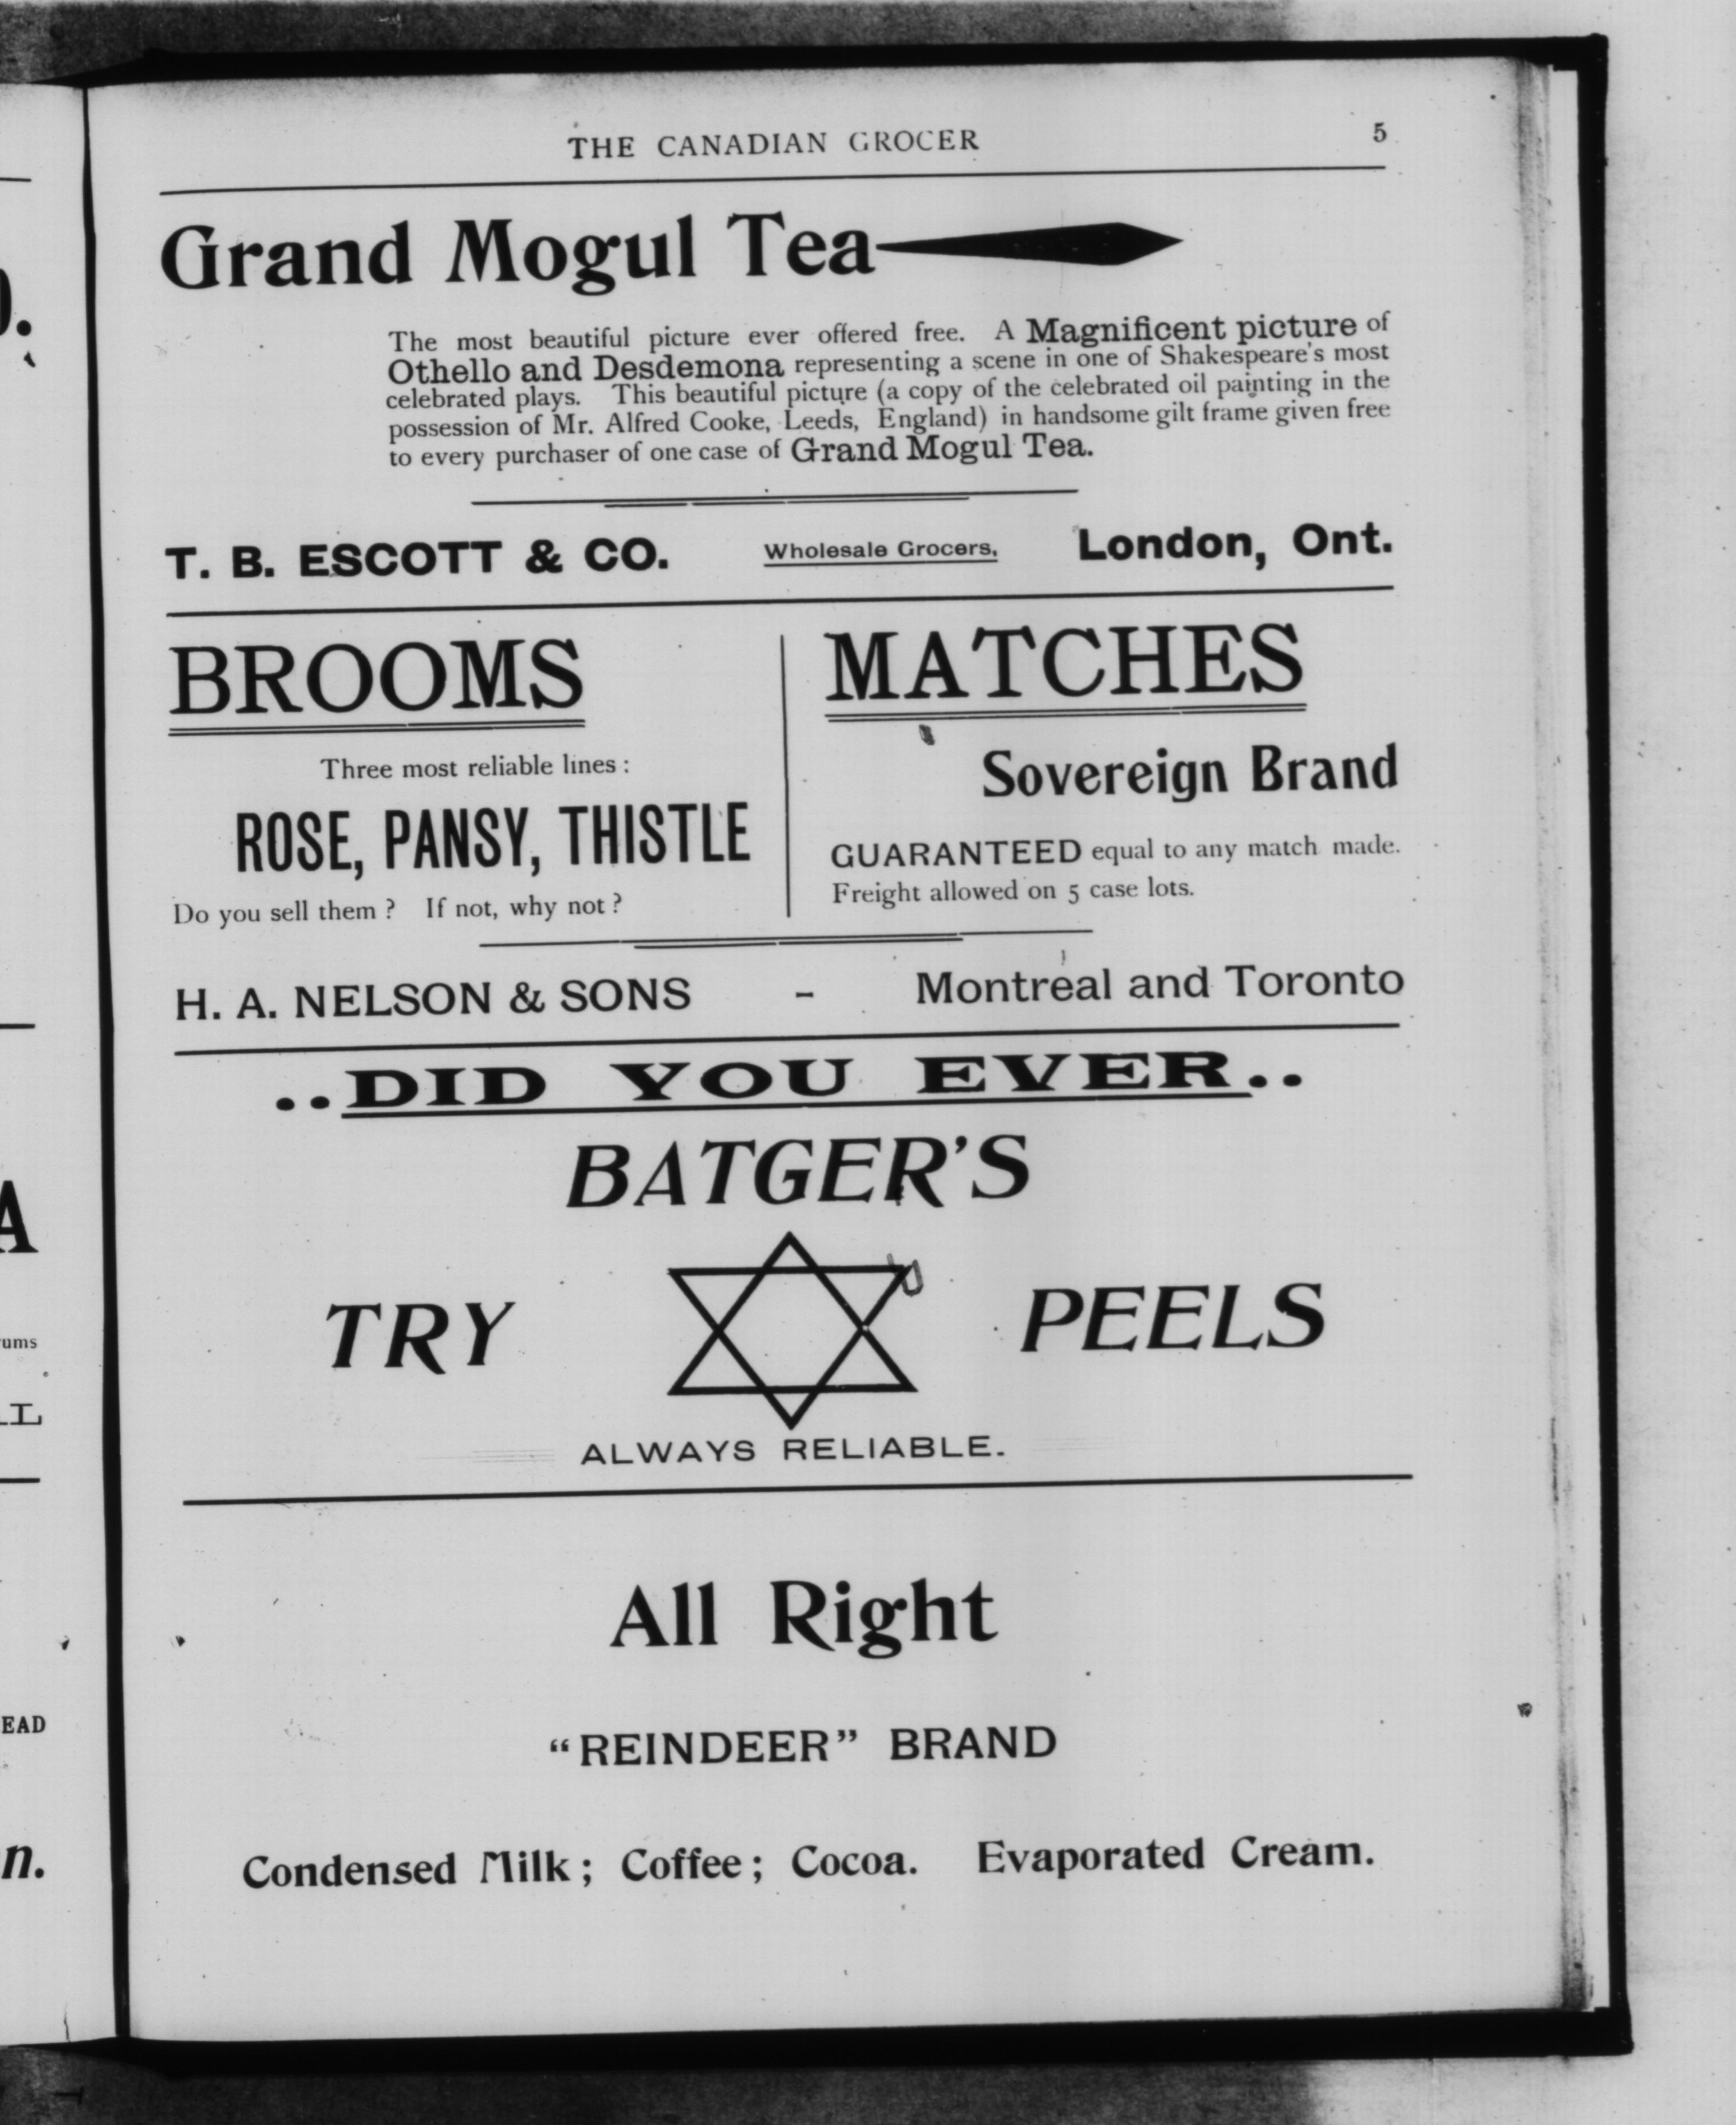 THE CANADIAN GROCER 5
Grand Mogul Tea
The most beautiful picture ever offered free. A Magnificent picture of
Othello and Desdemona representing a scene in one of Shakespeare's most
celebrated plays. This beautiful picture (a copy of the celebrated oil painting in the
possession of Mr. Alfred Cooke, Leeds, England) in handsome gilt frame given free
to every purchaser of one case of Grand Mogul Tea.
T. B. ESCOTT & CO. Wholesale Grocers, London, Ont.
BROOMS
Three most reliable lines :
ROSE, PANSY, THISTLE
Do you sell them ? If not, why not ?
MATCHES
Sovereign Brand
GUARANTEED equal to any match made.
Freight allowed on 5 case lots.
H. A. NELSON & SONS - Montreal and Toronto
..DID YOU EVER..
BATGER'S
TRY PEELS
ALWAYS RELIABLE.
All Right
"REINDEER" BRAND
Condensed Milk ; Coffee ; Cocoa. Evaporated Cream.